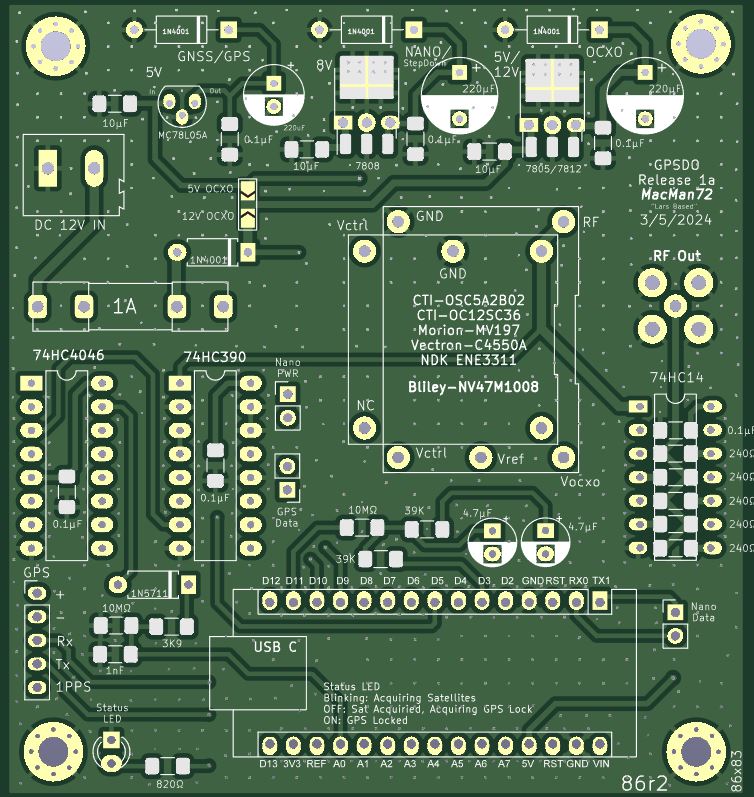 1N4001
1N4001
1N4001
GNSS/GPS
NANO/
StepDown
5V/
12V
OCXO
5V
8V
In
Out
+
+
+
220uF
220µF
220µF
10µF
MC78L05A
0.1µF
10µF
7808
0.1µF
10µF
7805/7812
0.1µF
DC 12V IN
5V OCXO
12V OCXO
1N4001
1A
GPSDO
Release 1a
MacMan72
"Lars Based"
3/5/2024
RF Out
Vctrl
GND
RF
GND
CTI-OSC5A2B02
CTI-OC12SC36
Morion-MV197
Vectron-C4550A
NDK ENE3311
Bliley-NV47M1008
NC
Vctrl
Vref
Vocxo
74HC4046
74HC390
Nano
PWR
74HC14
0.1µF
240Ω
240Ω
240Ω
240Ω
240Ω
0.1µF
0.1µF
GPS
Data
10MΩ
39K
4.7µF
4.7µF
39K
GPS
+
-
Rx
Tx
1PPS
1N5711
10MΩ
3K9
1nF
D12 D11 D10 D9 D8 D7 D6 D5 D4 D3 D2 GND RST RX0 TX1
Nano
Data
USB C
Status LED
Blinking: Acquiring Satellites
OFF: Sat Acquried, Acquring GPS Lock
ON: GPS Locked
Status
LED
820Ω
D13 3V3 REF A0 A1 A2 A3 A4 A5 A6 A7 5V RST GND VIN
86r2
86x83